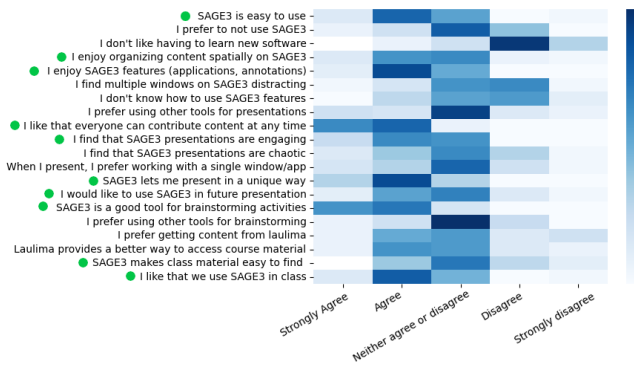 SAGE3 is easy to use
I prefer to not use SAGE3
I don't like having to learn new software
I enjoy organizing content spatially on SAGE3
I enjoy SAGE3 features (applications, annotations)
I find multiple windows on SAGE3 distracting
I don't know how to use SAGE3 features
I prefer using other tools for presentations
I like that everyone can contribute content at any time
I find that SAGE3 presentations are engaging
I find that SAGE3 presentations are chaotic
When I present, I prefer working with a single window/app
SAGE3 lets me present in a unique way
I would like to use SAGE3 in future presentation
SAGE3 is a good tool for brainstorming activities
I prefer using other tools for brainstorming
I prefer getting content from laulima
Laulima provides a better way to access course material
SAGE3 makes class material easy to find
I like that we use SAGE3 in class
Strongly Agree
Agree
Neither agree or disagree
Disagree
Strongly disagree